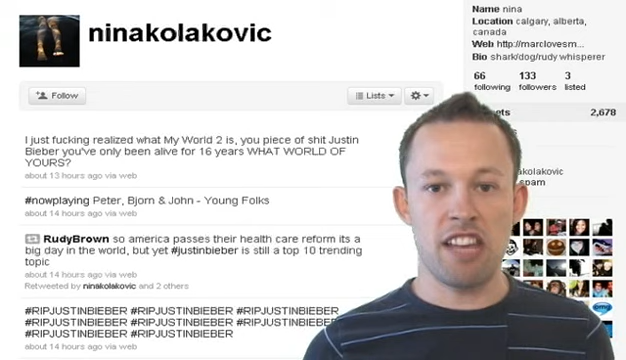 ninakolakovic
Name nina
Location calgary, alberta,
canada
Web http://marclovesm...
Bio shark/dog/rudy whisperer
66 133 3
following followers listed
Follow
Lists
2,678
I just fucking realized what My World 2 is, you piece of shit Justin
Bieber you've only been alive for 16 years WHAT WORLD OF
YOURS?
about 13 hours ago via web
#nowplaying Peter, Bjorn & John - Young Folks
about 14 hours ago via web
RudyBrown so america passes their health care reform its a
big day in the world, but yet #justinbieber is still a top 10 trending
topic
about 14 hours ago via web
Retweeted by ninakolakovic and 2 others
#RIPJUSTINBIEBER #RIPJUSTINBIEBER #RIPJUSTINBIEBER
#RIPJUSTINBIEBER #RIPJUSTINBIEBER #RIPJUSTINBIEBER
#RIPJUSTINBIEBER #RIPJUSTINBIEBER
about 14 hours ago via web
akolakovic
spam